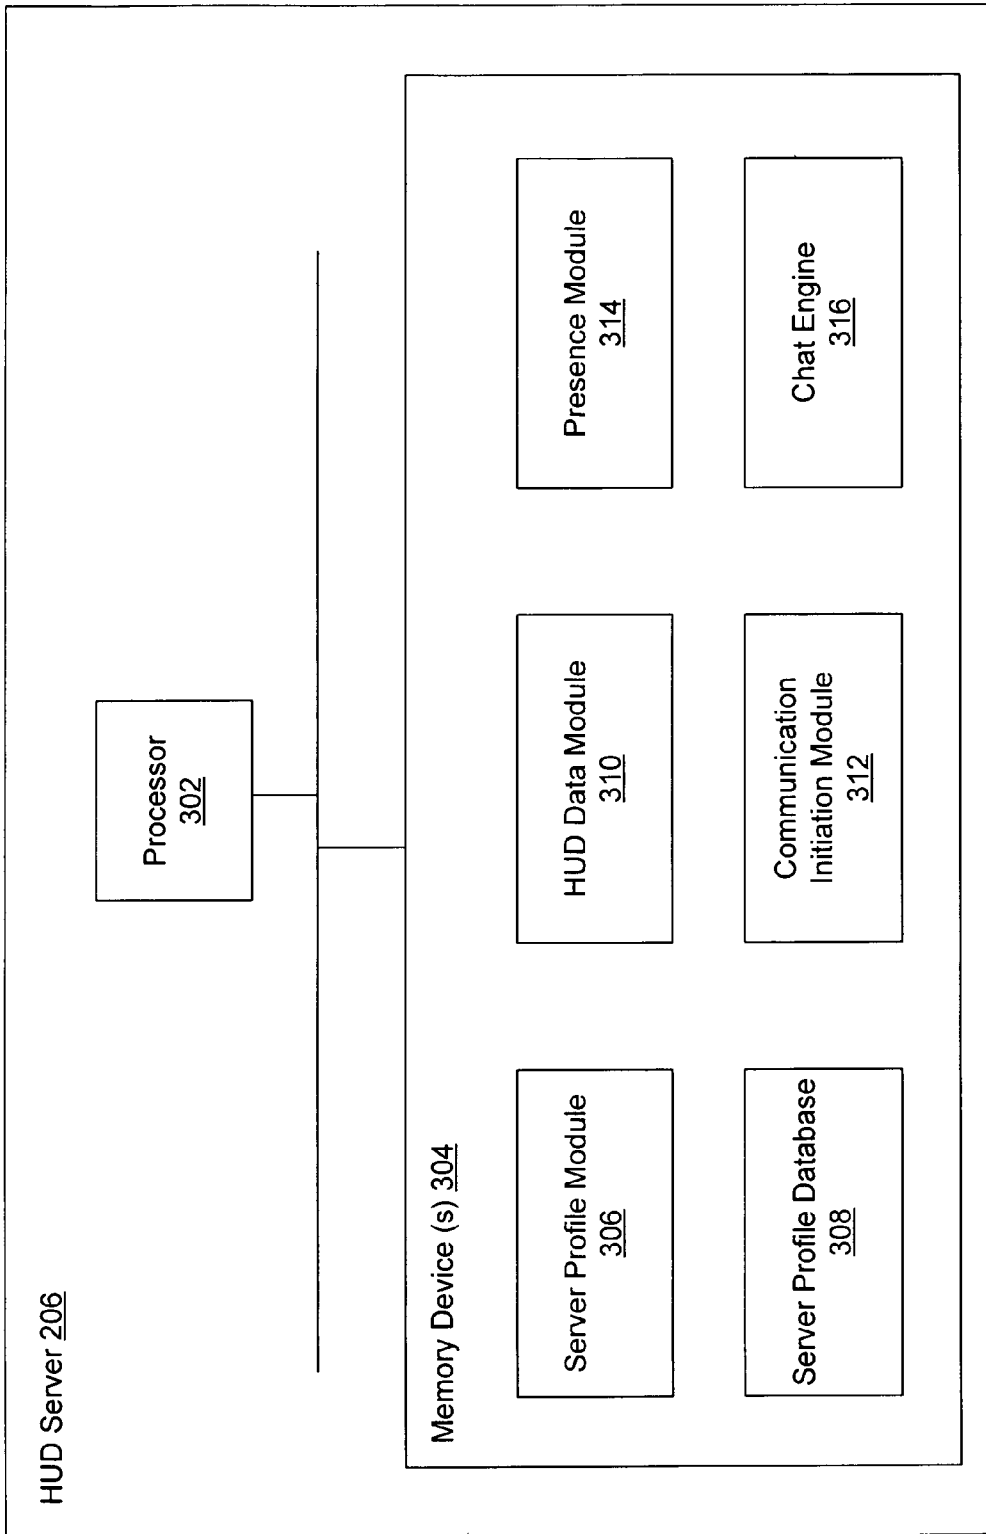 HUD Server 206
Processor
302
Memory Device (s) 304
Server Profile Module
306
HUD Data Module
310
Presence Module
314
Server Profile Database
308
Communication
Initiation Module
312
Chat Engine
316